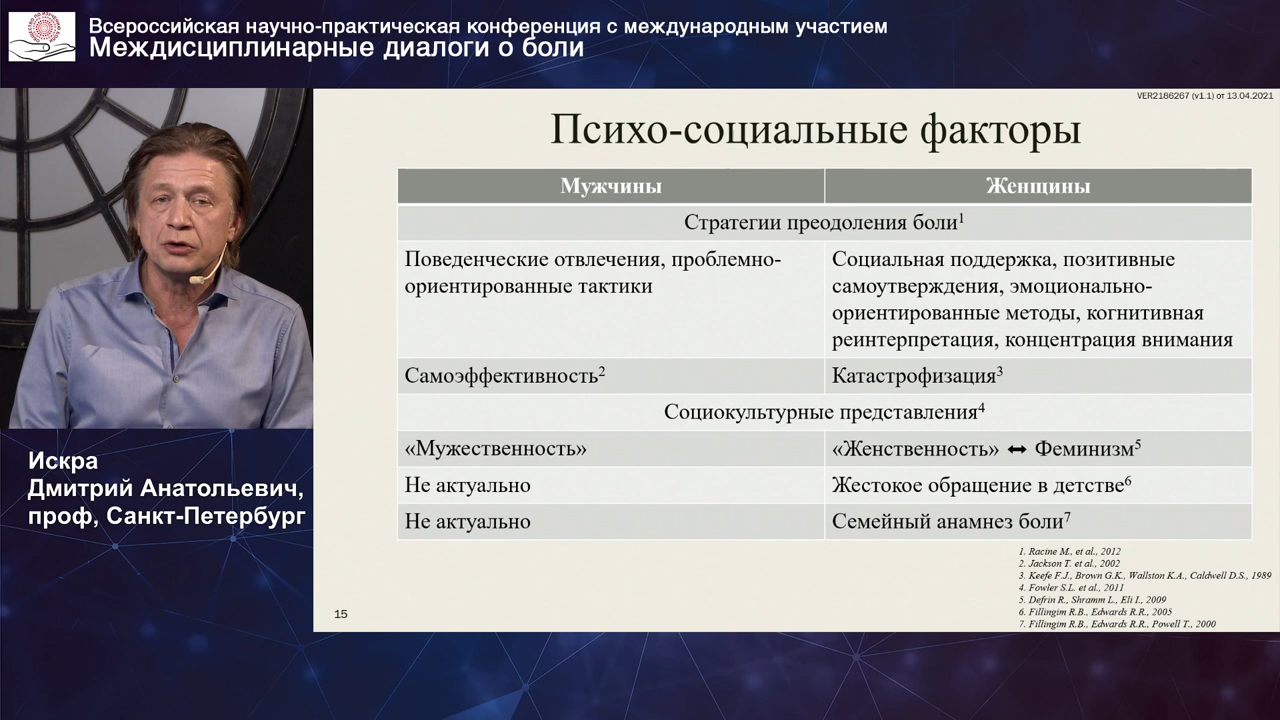 Всероссийская научно-практическая конференция с международным участием
Междисциплинарные диалоги о боли
VER2186267 (v1.1) от 13.04.2021
Психо-социальные факторы
Мужчины Женщины
Стратегии преодоления боли1
Поведенческие отвлечения, проблемно-
ориентированные тактики
Социальная поддержка, позитивные
самоутверждения, эмоционально-
ориентированные методы, когнитивная
реинтерпретация, концентрация внимания
Самоэффективность2 Катастрофизация3
Социокультурные представления4
«Мужественность» «Женственность» ↔ Феминизм5
Не актуально Жестокое обращение в детстве6
Не актуально Семейный анамнез боли7
1. Racine M., et al., 2012
2. Jackson T. et al., 2002
3. Keefe F.J., Brown G.K., Wallston K.A., Caldwell D.S., 1989
4. Fowler S.L. et al., 2011
5. Defrin R., Shramm L., Eli I., 2009
6. Fillingim R.B., Edwards R.R., 2005
7. Fillingim R.B., Edwards R.R., Powell T., 2000
15
Искра
Дмитрий Анатольевич,
проф, Санкт-Петербург